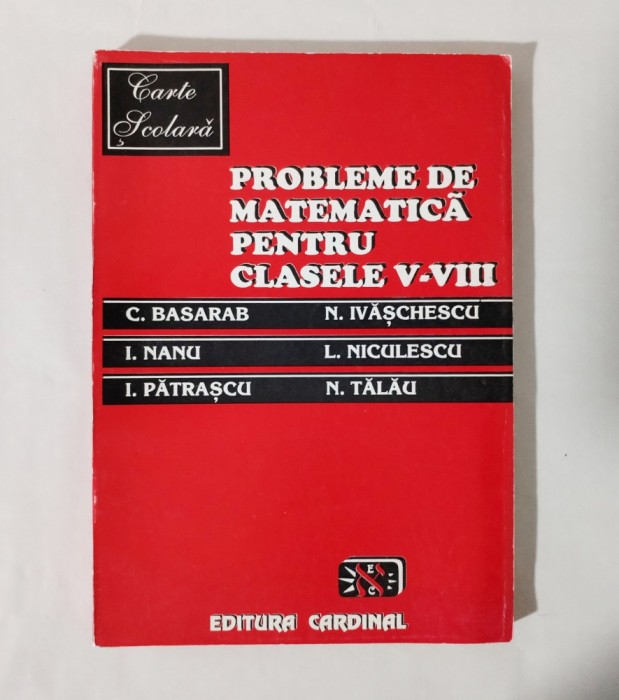 Carte
Școlară
PROBLEME DE
MATEMATICĂ
PENTRU
CLASELE V-VIII
C. BASARAB N. IVĂȘCHESCU
I. NANU L. NICULESCU
I. PĂTRAȘCU N. TĂLĂU
E
C
EDITURA CARDINAL